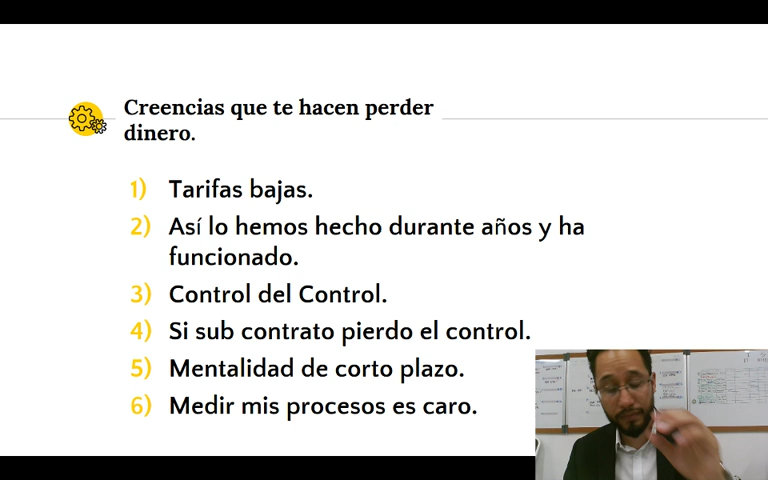 Creencias que te hacen perder
dinero.
1) Tarifas bajas.
2) Así lo hemos hecho durante años y ha
funcionado.
3) Control del Control.
4) Si sub contrato pierdo el control.
5) Mentalidad de corto plazo.
6) Medir mis procesos es caro.